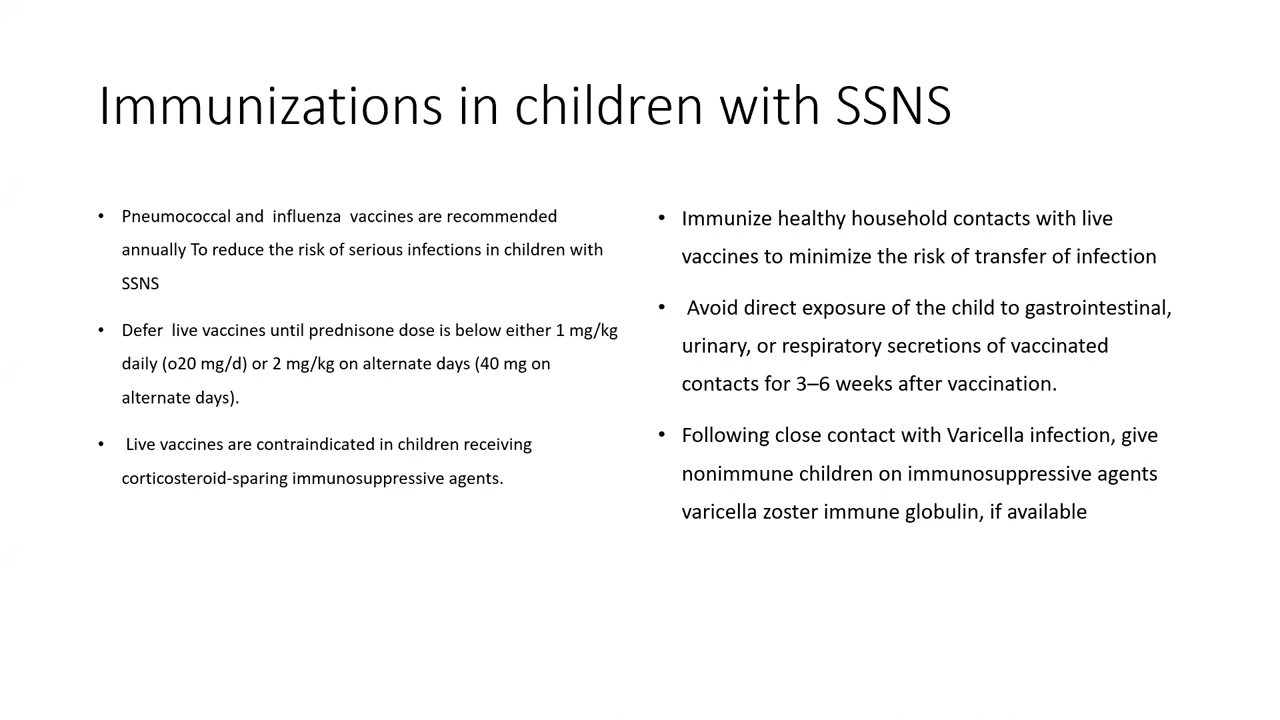 Immunizations in children with SSNS
• Pneumococcal and  influenza  vaccines are recommended
annually To reduce the risk of serious infections in children with
SSNS
• Defer  live vaccines until prednisone dose is below either 1 mg/kg
daily (o20 mg/d) or 2 mg/kg on alternate days (40 mg on
alternate days).
•  Live vaccines are contraindicated in children receiving
corticosteroid-sparing immunosuppressive agents.
• Immunize healthy household contacts with live
vaccines to minimize the risk of transfer of infection
•  Avoid direct exposure of the child to gastrointestinal,
urinary, or respiratory secretions of vaccinated
contacts for 3–6 weeks after vaccination.
• Following close contact with Varicella infection, give
nonimmune children on immunosuppressive agents
varicella zoster immune globulin, if available